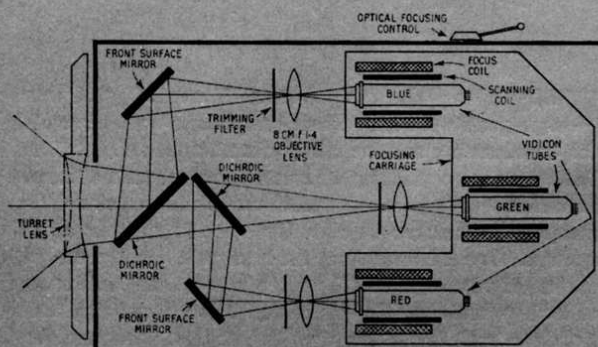 OPTICAL FOCUSING
CONTROL
FRONT SURFACE
MIRROR
FOCUS
COIL
SCANNING
COIL
BLUE
TRIMMING
FILTER
8 CM F 1-4
OBJECTIVE
LENS
FOCUSING
CARRIAGE
VIDICON
TUBES
DICHROIC
MIRROR
GREEN
TURRET
LENS
DICHROIC
MIRROR
RED
FRONT SURFACE
MIRROR